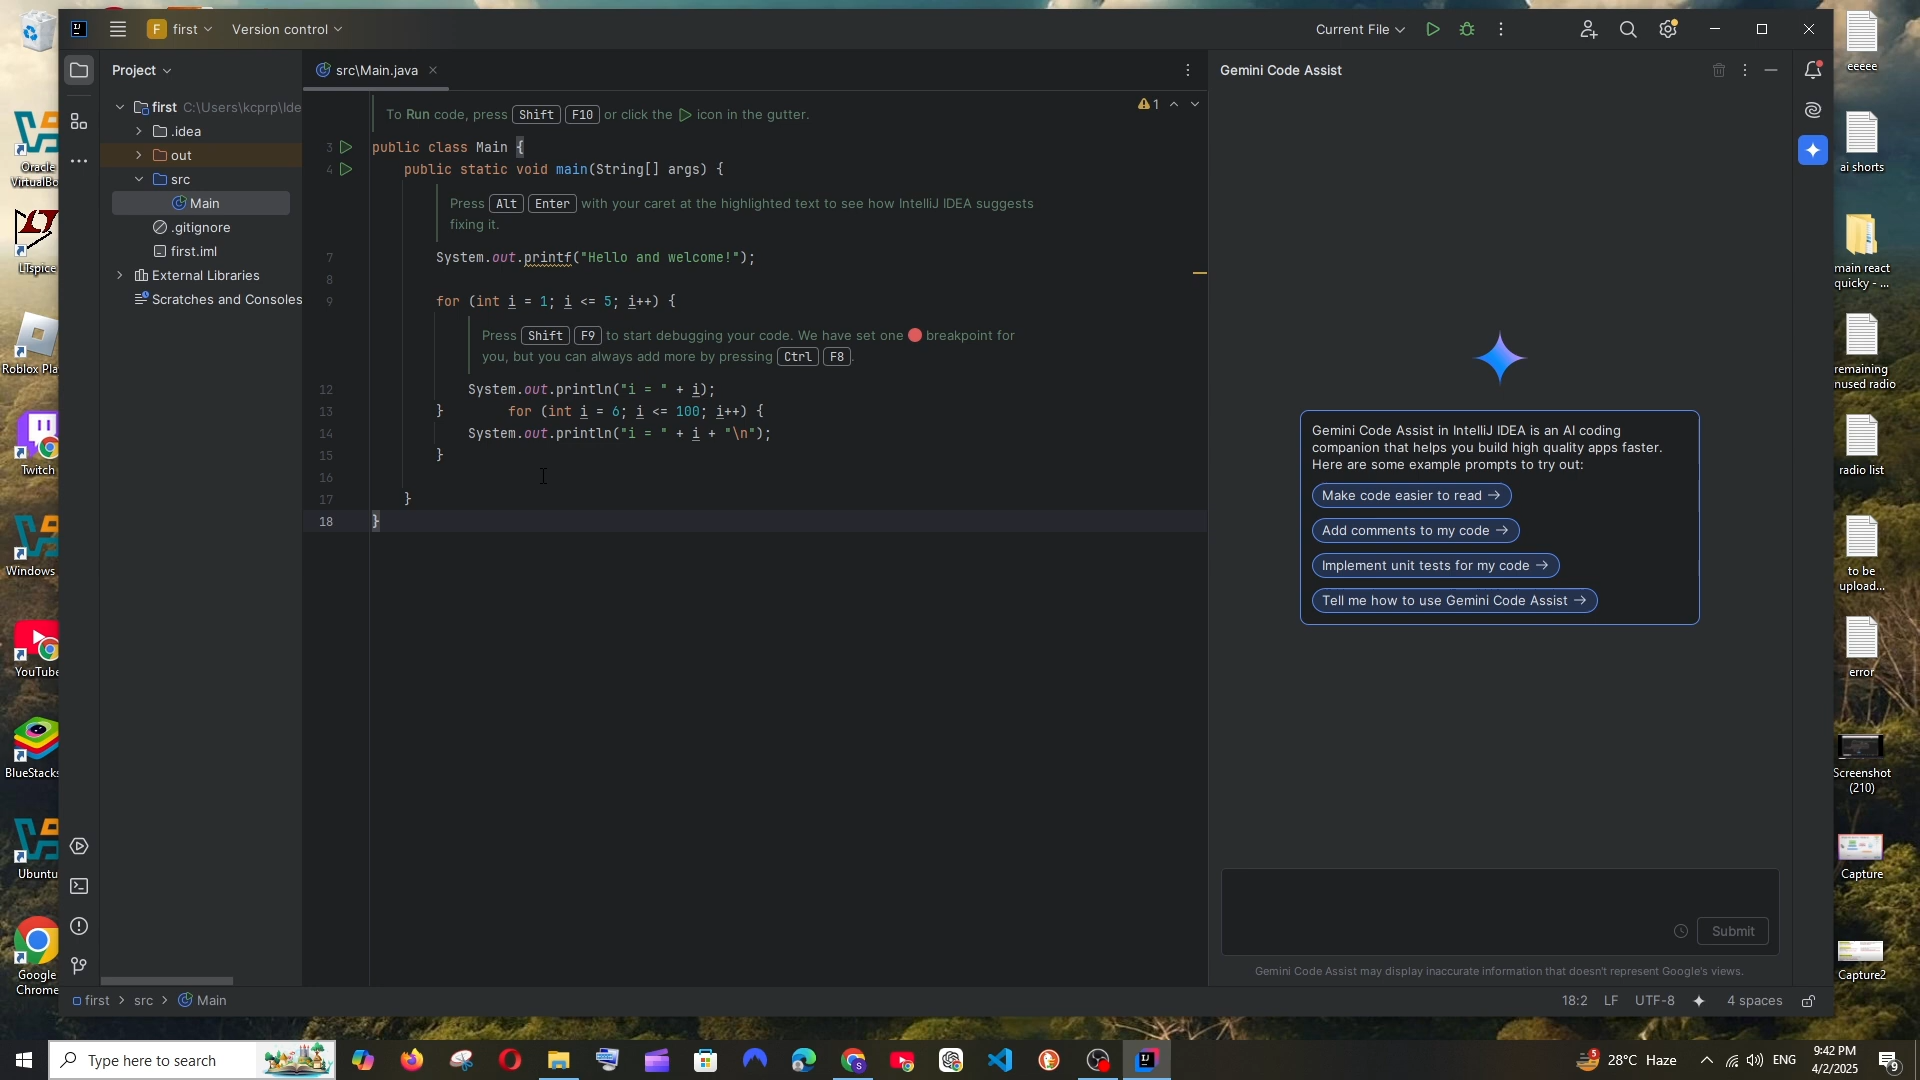 F first Version control
Current File
Project
first C:\Users\kcprp\Ide
.idea
out
src
Main
.gitignore
first.iml
External Libraries
Scratches and Consoles
src\Main.java
1
To Run code, press Shift F10 or click the icon in the gutter.
3 public class Main {
4 public static void main(String[] args) {
Press Alt Enter with your caret at the highlighted text to see how IntelliJ IDEA suggests
fixing it.
7 System.out.printf("Hello and welcome!");
8
9 for (int i = 1; i <= 5; i++) {
Press Shift F9 to start debugging your code. We have set one breakpoint for
you, but you can always add more by pressing Ctrl F8.
12 System.out.println("i = " + i);
13 } for (int i = 6; i <= 100; i++) {
14 System.out.println("i = " + i + "\n");
15 }
16
17 }
18 }
Gemini Code Assist
Gemini Code Assist in IntelliJ IDEA is an AI coding
companion that helps you build high quality apps faster.
Here are some example prompts to try out:
Make code easier to read →
Add comments to my code →
Implement unit tests for my code →
Tell me how to use Gemini Code Assist →
Submit
Gemini Code Assist may display inaccurate information that doesn't represent Google's views.
first > src > Main
18:2 LF UTF-8 4 spaces
Oracle
VirtualBo
LTspice
Roblox Pla
Twitch
Windows
YouTube
BlueStacks
Ubuntu
Google
Chrome
eeeee
ai shorts
main react
quicky - ...
remaining
nused radio
radio list
to be
upload...
error
Screenshot
(210)
Capture
Capture2
Type here to search
5 28°C Haze
ENG
9:42 PM
4/2/2025
9